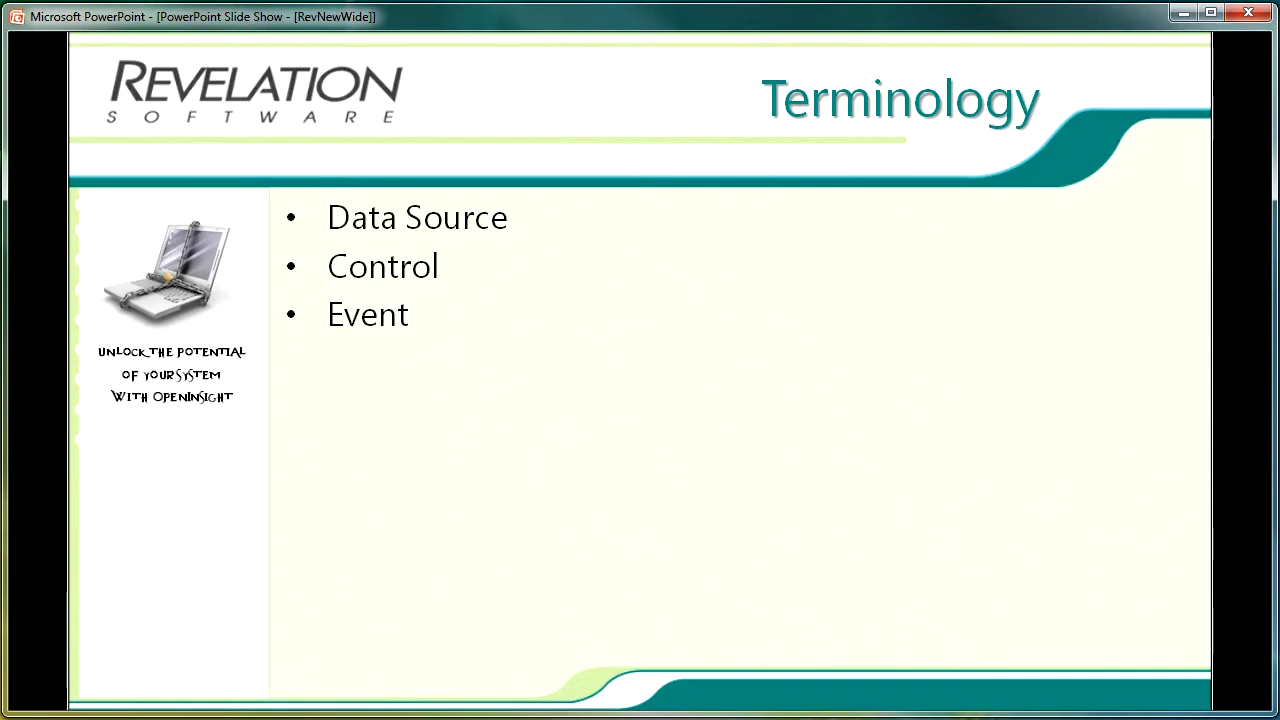 Microsoft PowerPoint - [PowerPoint Slide Show - [RevNewWide]]
REVELATION
SOFTWARE
Terminology
• Data Source
• Control
• Event
UNLOCK THE POTENTIAL
OF YOUR SYSTEM
WITH OPENINSIGHT